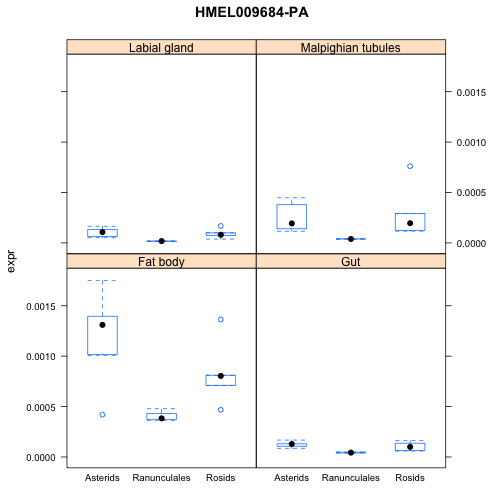 HMEL009684-PA
Labial gland
Malpighian tubules
0.0015
0.0010
0.0005
0.0000
expr
Fat body
Gut
0.0015
0.0010
0.0005
0.0000
Asterids Ranunculales Rosids
Asterids Ranunculales Rosids